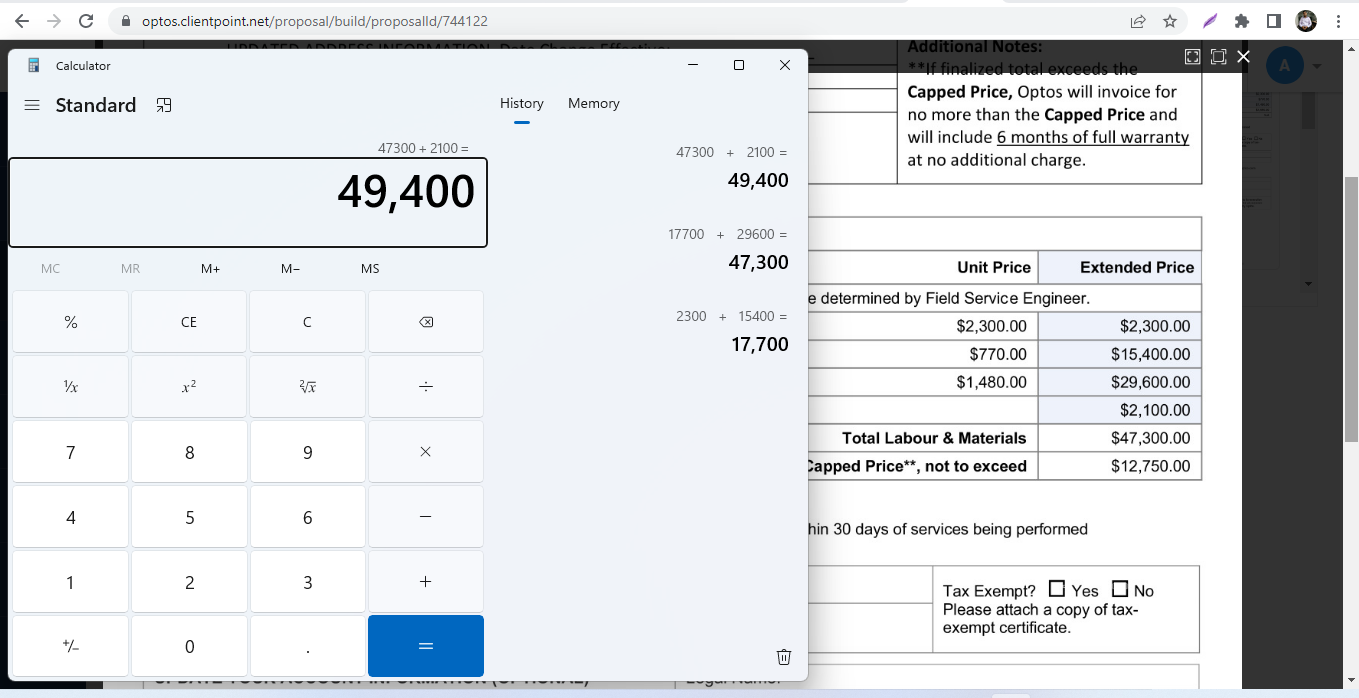 optos.clientpoint.net/proposal/build/proposalId/744122
UPDATED ADDRESS INFORMATION
Calculator
Standard
History
Memory
47300 + 2100 =
49,400
MC
MR
M+
M−
MS
%
CE
C
⌫
¹⁄x
x²
²√x
÷
7
8
9
×
4
5
6
−
1
2
3
+
+/−
0
.
=
47300 + 2100 =
49,400
17700 + 29600 =
47,300
2300 + 15400 =
17,700
A
Additional Notes:
**If finalized total exceeds the
Capped Price, Optos will invoice for
no more than the Capped Price and
will include 6 months of full warranty
at no additional charge.
Unit Price Extended Price
e determined by Field Service Engineer.
$2,300.00 $2,300.00
$770.00 $15,400.00
$1,480.00 $29,600.00
$2,100.00
Total Labour & Materials $47,300.00
Capped Price**, not to exceed $12,750.00
hin 30 days of services being performed
Tax Exempt? ☐ Yes ☐ No
Please attach a copy of tax-
exempt certificate.